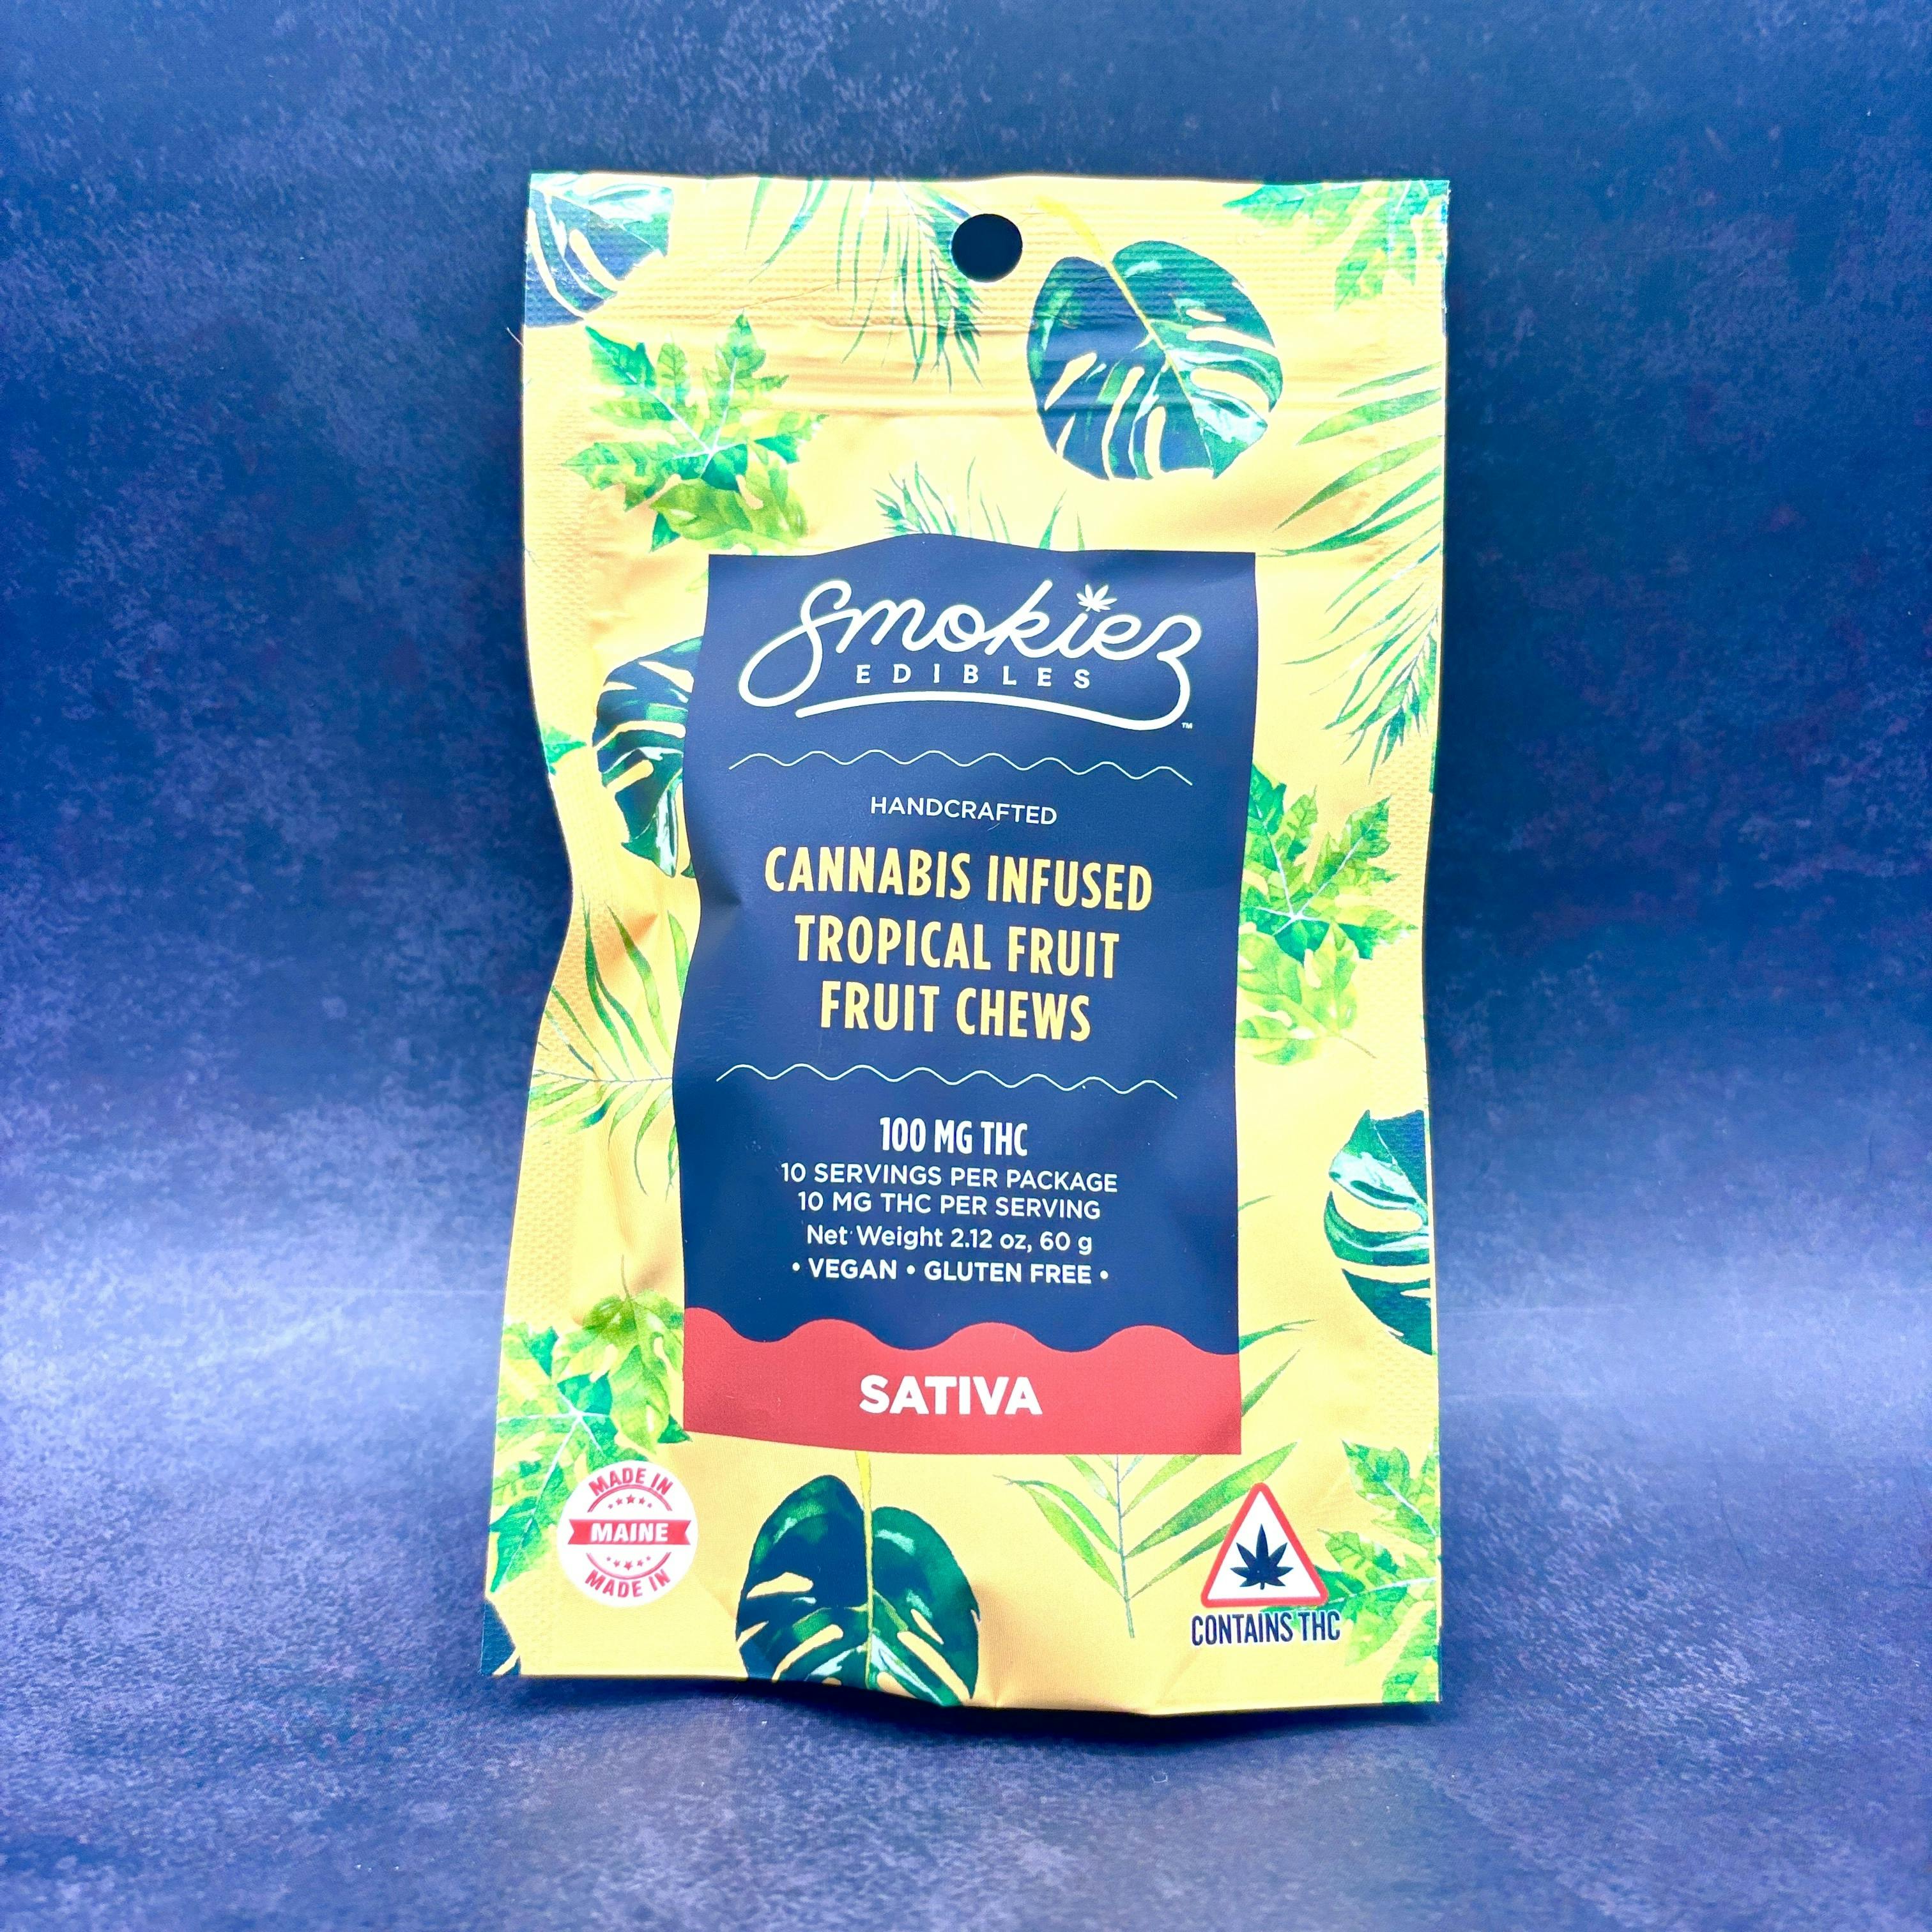 Smokiez
EDIBLES
™
HANDCRAFTED
CANNABIS INFUSED
TROPICAL FRUIT
FRUIT CHEWS
100 MG THC
10 SERVINGS PER PACKAGE
10 MG THC PER SERVING
Net Weight 2.12 oz, 60 g
• VEGAN • GLUTEN FREE •
SATIVA
MADE IN
MAINE
MADE IN
CONTAINS THC